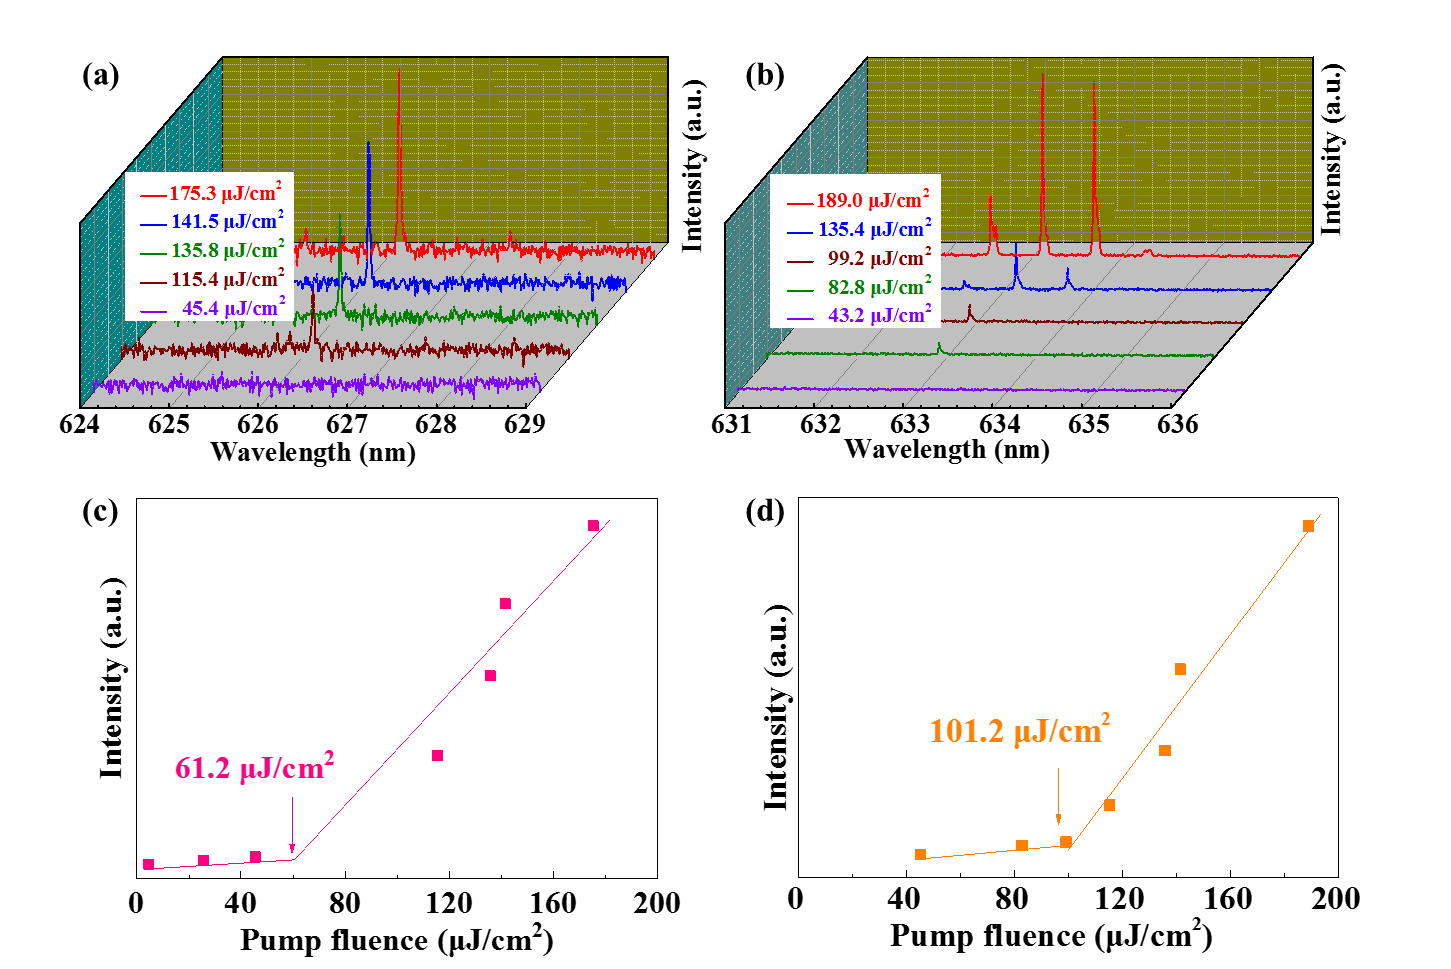 (a)
Intensity (a.u.)
175.3 μJ/cm²
141.5 μJ/cm²
135.8 μJ/cm²
115.4 μJ/cm²
45.4 μJ/cm²
624 625 626 627 628 629
Wavelength (nm)
(b)
Intensity (a.u.)
189.0 μJ/cm²
135.4 μJ/cm²
99.2 μJ/cm²
82.8 μJ/cm²
43.2 μJ/cm²
631 632 633 634 635 636
Wavelength (nm)
(c)
Intensity (a.u.)
61.2 μJ/cm²
0 40 80 120 160 200
Pump fluence (μJ/cm²)
(d)
Intensity (a.u.)
101.2 μJ/cm²
0 40 80 120 160 200
Pump fluence (μJ/cm²)